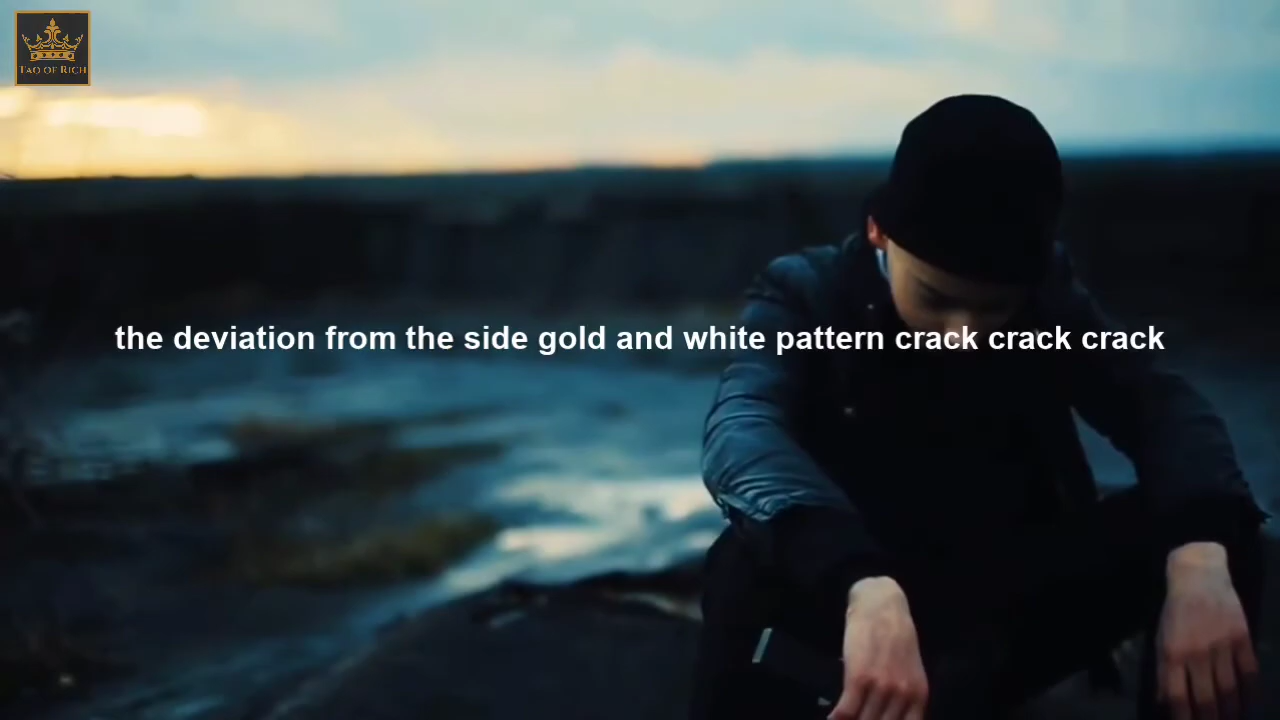 TAO OF RICH
the deviation from the side gold and white pattern crack crack crack